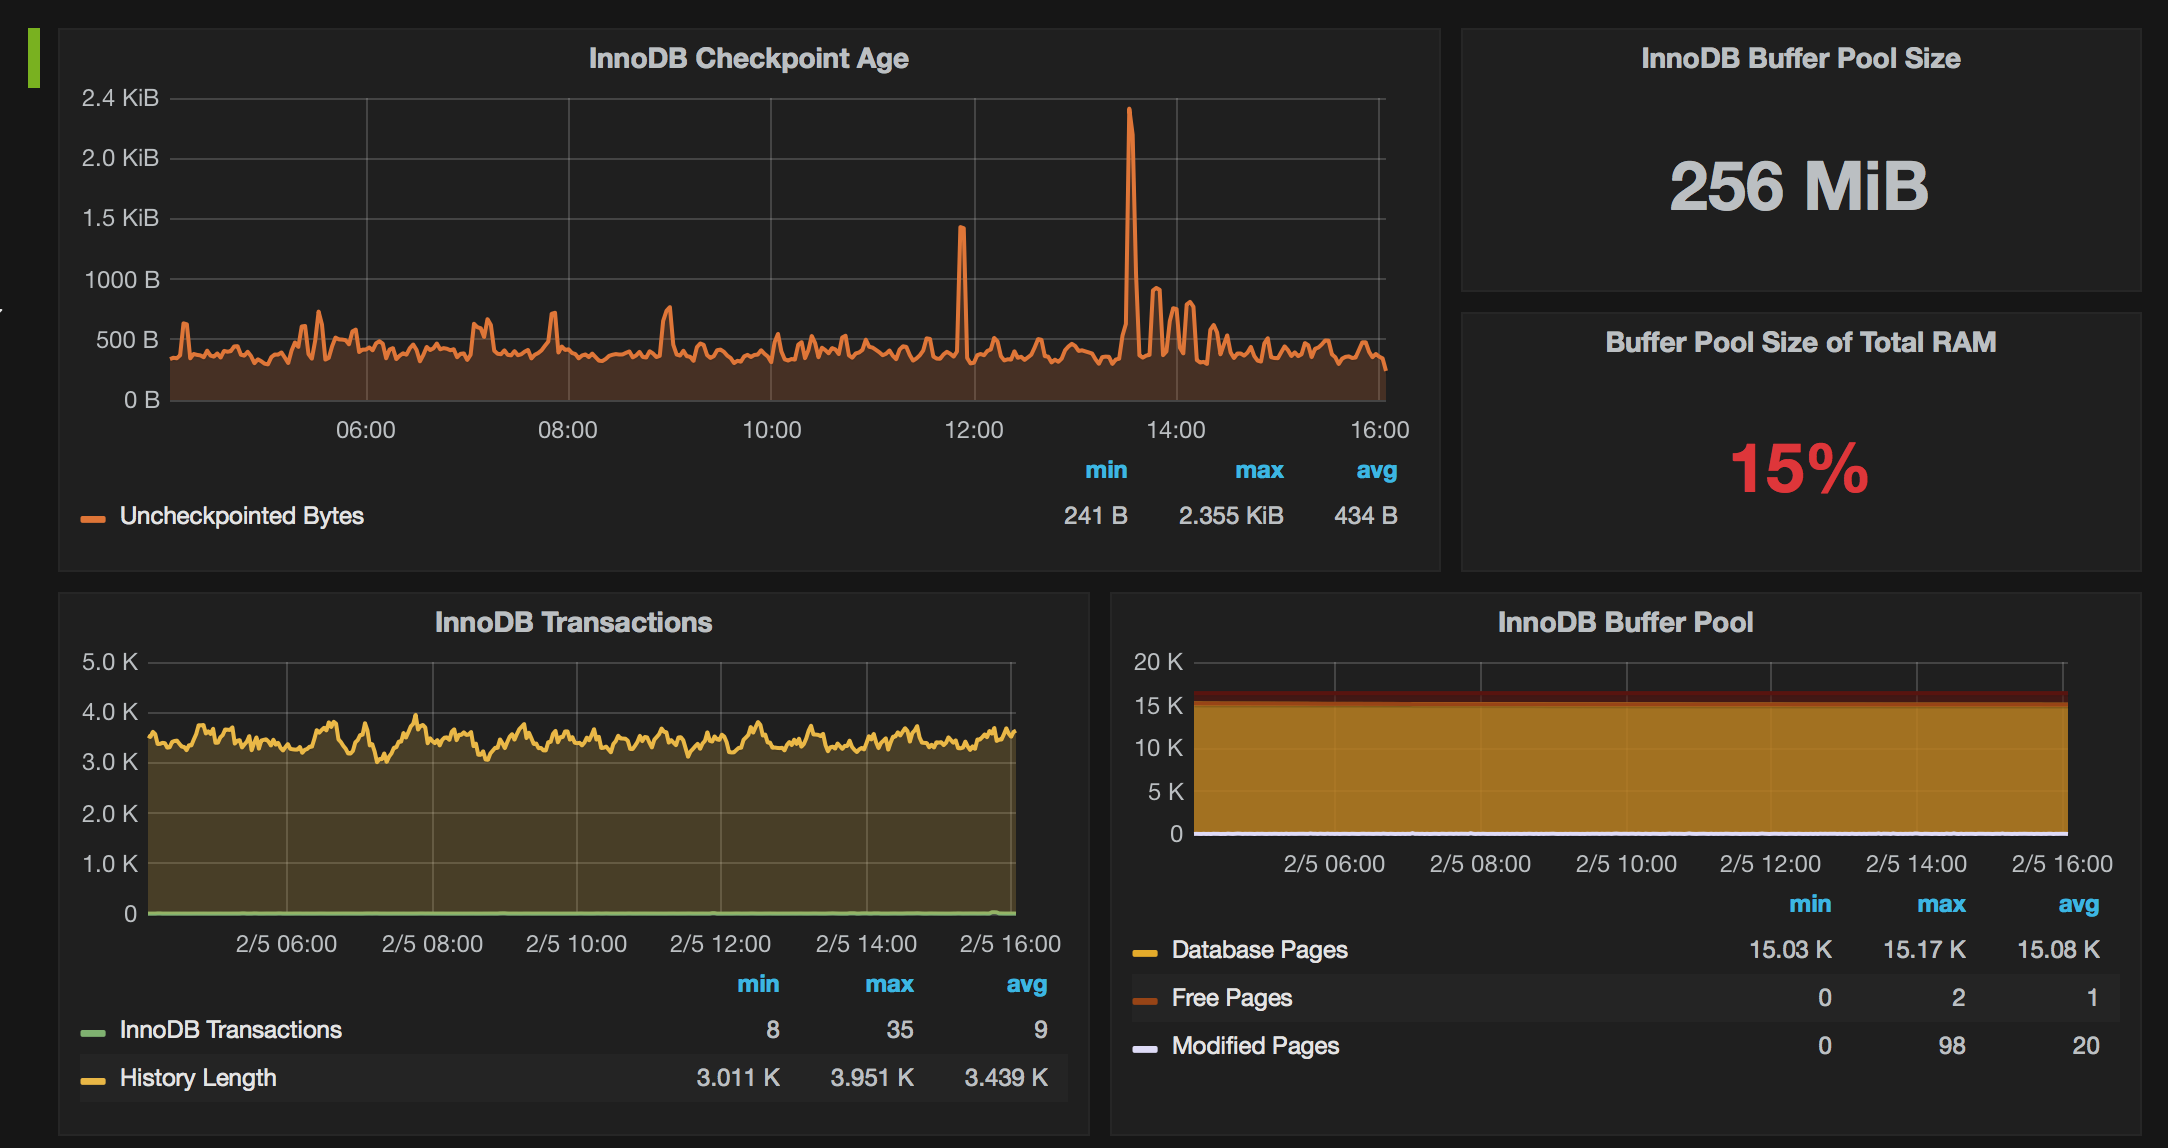 InnoDB Checkpoint Age
2.4 KiB
2.0 KiB
1.5 KiB
1000 B
500 B
0 B
06:00 08:00 10:00 12:00 14:00 16:00
min max avg
Uncheckpointed Bytes 241 B 2.355 KiB 434 B
InnoDB Buffer Pool Size
256 MiB
Buffer Pool Size of Total RAM
15%
InnoDB Transactions
5.0 K
4.0 K
3.0 K
2.0 K
1.0 K
0
2/5 06:00 2/5 08:00 2/5 10:00 2/5 12:00 2/5 14:00 2/5 16:00
min max avg
InnoDB Transactions 8 35 9
History Length 3.011 K 3.951 K 3.439 K
InnoDB Buffer Pool
20 K
15 K
10 K
5 K
0
2/5 06:00 2/5 08:00 2/5 10:00 2/5 12:00 2/5 14:00 2/5 16:00
min max avg
Database Pages 15.03 K 15.17 K 15.08 K
Free Pages 0 2 1
Modified Pages 0 98 20